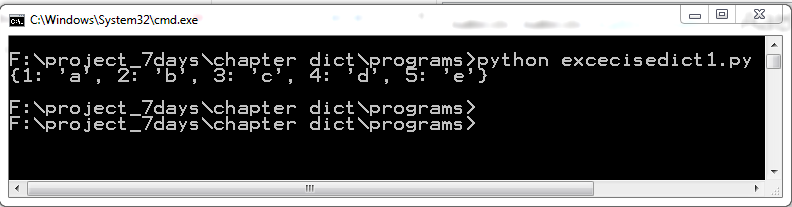 C:\Windows\System32\cmd.exe
F:\project_7days\chapter dict\programs>python excecisedict1.py
{1: 'a', 2: 'b', 3: 'c', 4: 'd', 5: 'e'}
F:\project_7days\chapter dict\programs>
F:\project_7days\chapter dict\programs>